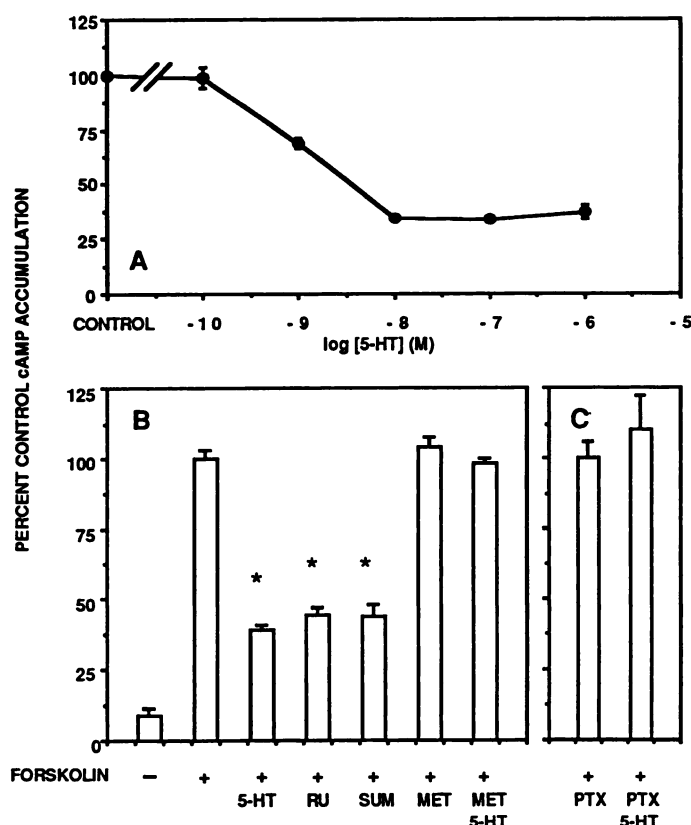 125
100
75
50
25
0
A
CONTROL -10 -9 -8 -7 -6 -5
log [5-HT] (M)
PERCENT CONTROL cAMP ACCUMULATION
125
100
75
50
25
0
B
C
*
*
*
FORSKOLIN − + + + + + + + +
5-HT RU SUM MET MET PTX PTX
5-HT 5-HT